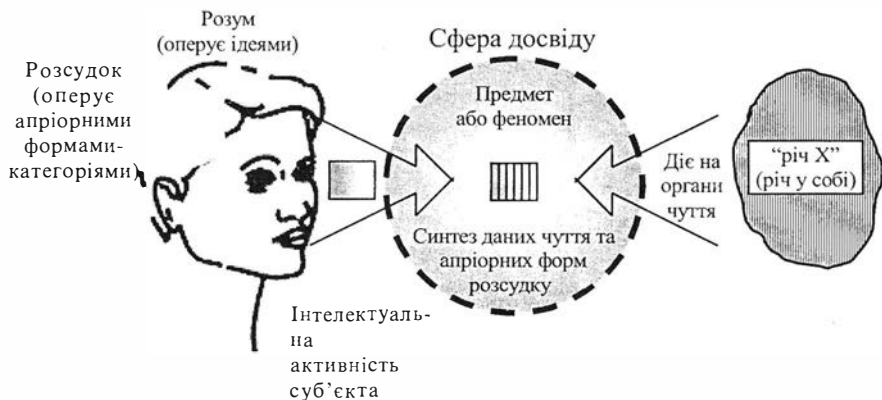 Розум
(оперує ідеями)
Розсудок
(оперує
апріорними
формами-
категоріями)
Сфера досвіду
Предмет
або феномен
Синтез даних чуття та
апріорних форм
розсудку
Інтелектуаль-
на
активність
суб’єкта
Діє на
органи
чуття
“річ Х”
(річ у собі)